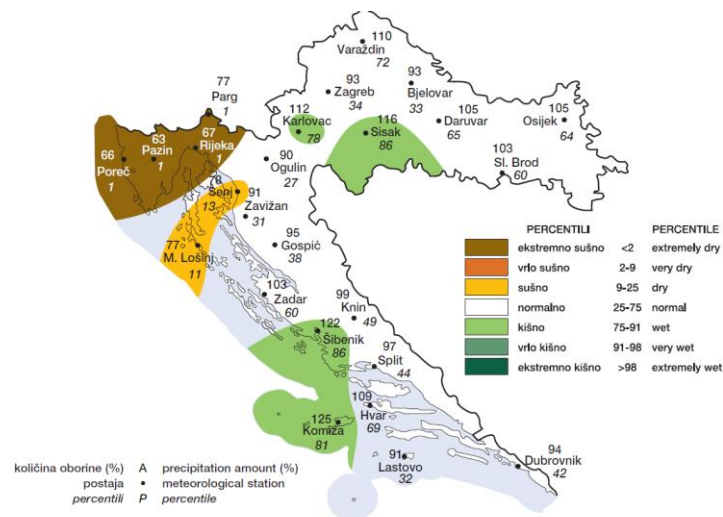 110
Varaždin
72
93
Zagreb
34
93
Bjelovar
33
77
Parg
1
112
Karlovac
78
116
Sisak
86
105
Daruvar
65
105
Osijek
64
66
Poreč
1
63
Pazin
1
67
Rijeka
1
90
Ogulin
27
103
Sl. Brod
60
78
Senj
13
91
Zavižan
31
77
M. Lošinj
11
95
Gospić
38
103
Zadar
60
99
Knin
49
122
Šibenik
86
97
Split
44
109
Hvar
69
125
Komiža
81
91
Lastovo
32
94
Dubrovnik
42
PERCENTILI PERCENTILE
ekstremno sušno <2 extremely dry
vrlo sušno 2-9 very dry
sušno 9-25 dry
normalno 25-75 normal
kišno 75-91 wet
vrlo kišno 91-98 very wet
ekstremno kišno >98 extremely wet
količina oborine (%) A precipitation amount (%)
postaja • meteorological station
percentili P percentile